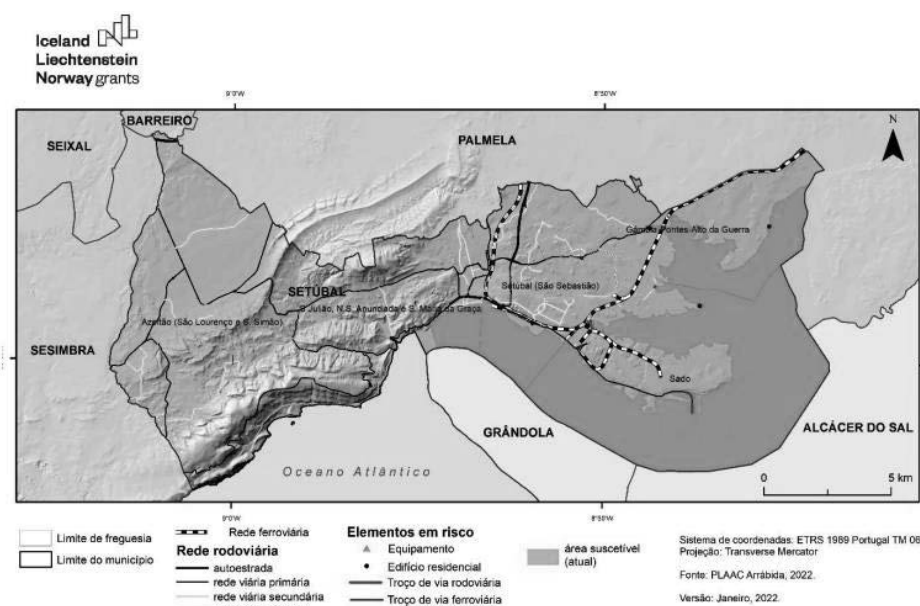 Iceland
Liechtenstein
Norway grants
9°0'W
8°50'W
BARREIRO
SEIXAL
PALMELA
N
Gâmbia-Pontes-Alto da Guerra
SETÚBAL
Setúbal (São Sebastião)
S. Julião, N.S. Anunciada e S. Maria da Graça
Azeitão (São Lourenço e S. Simão)
SESIMBRA
Sado
GRÂNDOLA
ALCÁCER DO SAL
Oceano Atlântico
0
5 km
9°0'W
8°50'W
Limite de freguesia
Limite do município
Rede ferroviária
Rede rodoviária
autoestrada
rede viária primária
rede viária secundária
Elementos em risco
Equipamento
Edifício residencial
Troço de via rodoviária
Troço de via ferroviária
área suscetível
(atual)
Sistema de coordenadas: ETRS 1989 Portugal TM 06
Projeção: Transverse Mercator
Fonte: PLAAC Arrábida, 2022.
Versão: Janeiro, 2022.